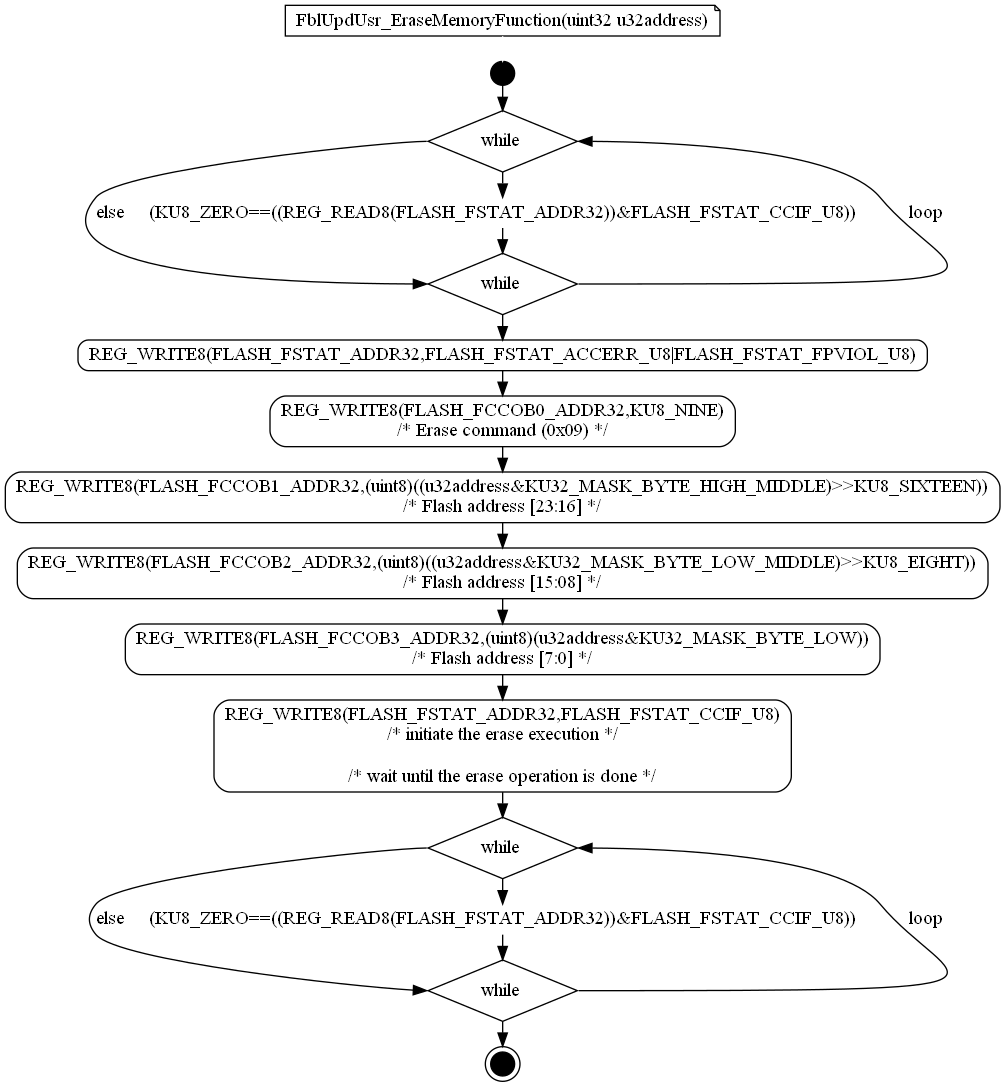 FblUpdUsr_EraseMemoryFunction(uint32 u32address)
while
else (KU8_ZERO==((REG_READ8(FLASH_FSTAT_ADDR32))&FLASH_FSTAT_CCIF_U8)) loop
while
REG_WRITE8(FLASH_FSTAT_ADDR32,FLASH_FSTAT_ACCERR_U8|FLASH_FSTAT_FPVIOL_U8)
REG_WRITE8(FLASH_FCCOB0_ADDR32,KU8_NINE)
/* Erase command (0x09) */
REG_WRITE8(FLASH_FCCOB1_ADDR32,(uint8)((u32address&KU32_MASK_BYTE_HIGH_MIDDLE)>>KU8_SIXTEEN))
/* Flash address [23:16] */
REG_WRITE8(FLASH_FCCOB2_ADDR32,(uint8)((u32address&KU32_MASK_BYTE_LOW_MIDDLE)>>KU8_EIGHT))
/* Flash address [15:08] */
REG_WRITE8(FLASH_FCCOB3_ADDR32,(uint8)(u32address&KU32_MASK_BYTE_LOW))
/* Flash address [7:0] */
REG_WRITE8(FLASH_FSTAT_ADDR32,FLASH_FSTAT_CCIF_U8)
/* initiate the erase execution */
/* wait until the erase operation is done */
while
else (KU8_ZERO==((REG_READ8(FLASH_FSTAT_ADDR32))&FLASH_FSTAT_CCIF_U8)) loop
while